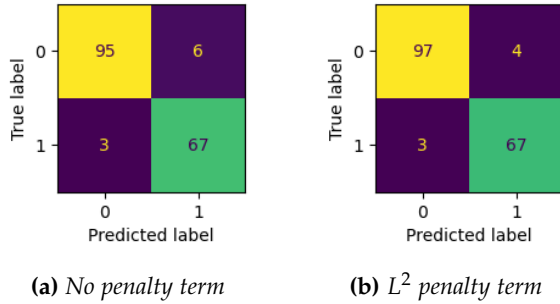 0
95
6
True label
1
3
67
0
1
Predicted label
(a) No penalty term
0
97
4
True label
1
3
67
0
1
Predicted label
(b) L² penalty term